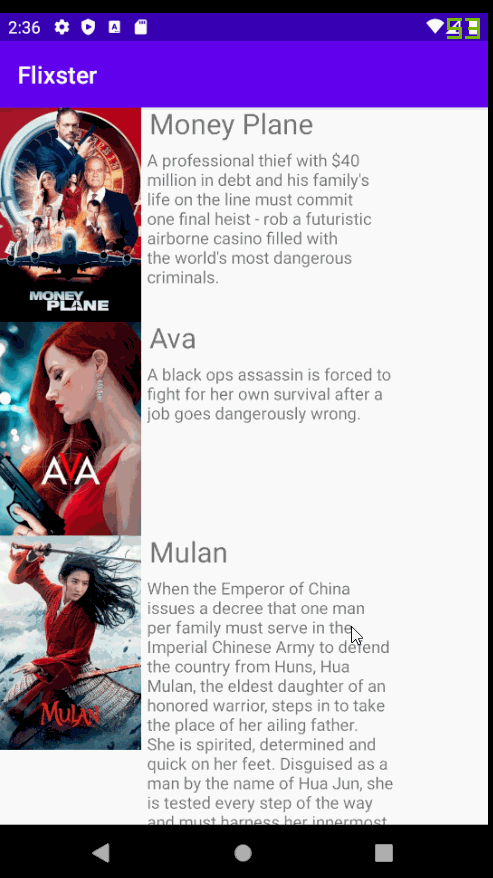 2:36
Flixster
Money Plane
A professional thief with $40
million in debt and his family's
life on the line must commit
one final heist - rob a futuristic
airborne casino filled with
the world's most dangerous
criminals.
MONEY
PLANE
Ava
A black ops assassin is forced to
fight for her own survival after a
job goes dangerously wrong.
AVA
Mulan
When the Emperor of China
issues a decree that one man
per family must serve in the
Imperial Chinese Army to defend
the country from Huns, Hua
Mulan, the eldest daughter of an
honored warrior, steps in to take
the place of her ailing father.
She is spirited, determined and
quick on her feet. Disguised as a
man by the name of Hua Jun, she
is tested every step of the way
and must harness her innermost
MULAN